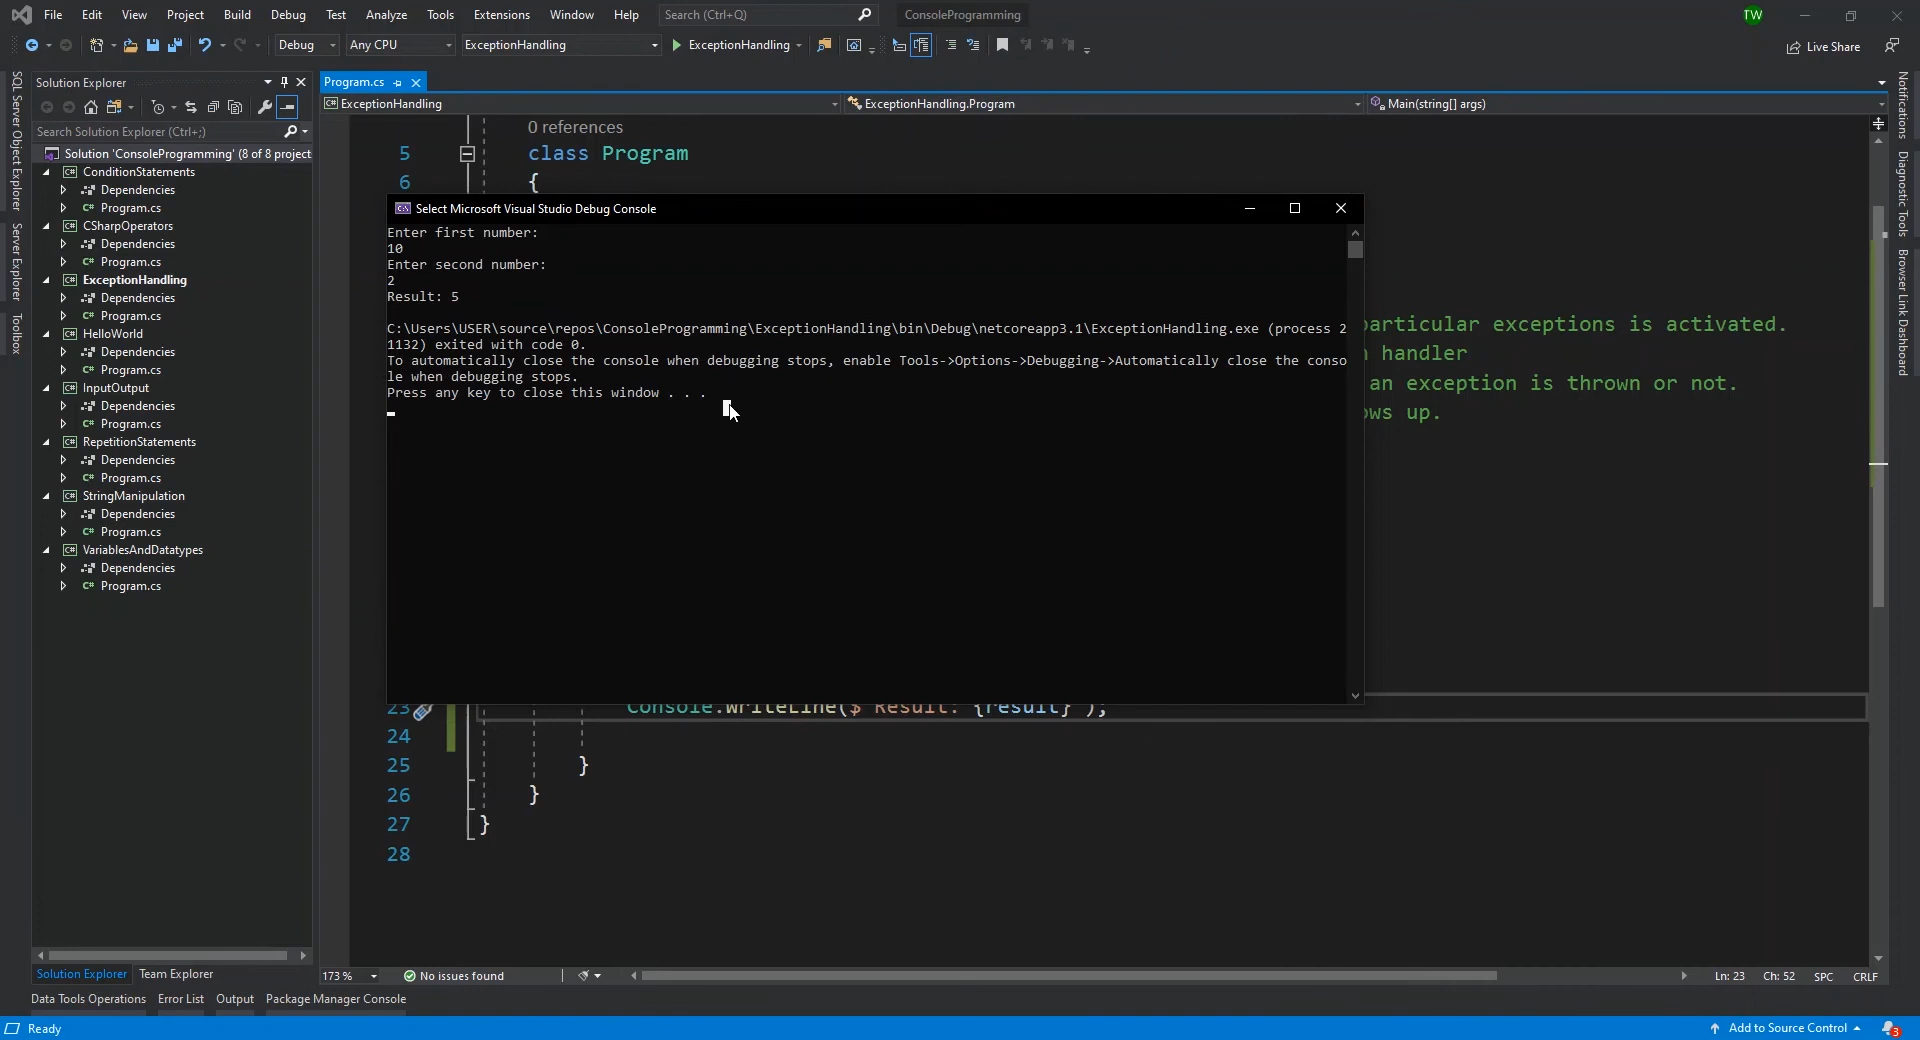 File Edit View Project Build Debug Test Analyze Tools Extensions Window Help Search (Ctrl+Q) ConsoleProgramming TW
Debug Any CPU ExceptionHandling ExceptionHandling Live Share
Solution Explorer
Search Solution Explorer (Ctrl+;)
Solution 'ConsoleProgramming' (8 of 8 project
ConditionStatements
Dependencies
C# Program.cs
CSharpOperators
Dependencies
C# Program.cs
ExceptionHandling
Dependencies
C# Program.cs
HelloWorld
Dependencies
C# Program.cs
InputOutput
Dependencies
C# Program.cs
RepetitionStatements
Dependencies
C# Program.cs
StringManipulation
Dependencies
C# Program.cs
VariablesAndDatatypes
Dependencies
C# Program.cs
Solution Explorer Team Explorer
SQL Server Object Explorer
Server Explorer
Toolbox
Program.cs
ExceptionHandling ExceptionHandling.Program Main(string[] args)
0 references
5 class Program
6 {
Select Microsoft Visual Studio Debug Console
Enter first number:
10
Enter second number:
2
Result: 5
C:\Users\USER\source\repos\ConsoleProgramming\ExceptionHandling\bin\Debug\netcoreapp3.1\ExceptionHandling.exe (process 2
1132) exited with code 0.
To automatically close the console when debugging stops, enable Tools->Options->Debugging->Automatically close the conso
le when debugging stops.
Press any key to close this window . . .
articular exceptions is activated.
handler
an exception is thrown or not.
ws up.
23 Console.WriteLine($"Result: {result}");
24
25 }
26 }
27 }
28
173 % No issues found Ln: 23 Ch: 52 SPC CRLF
Notifications
Diagnostic Tools
Browser Link Dashboard
Data Tools Operations Error List Output Package Manager Console
Ready Add to Source Control 3